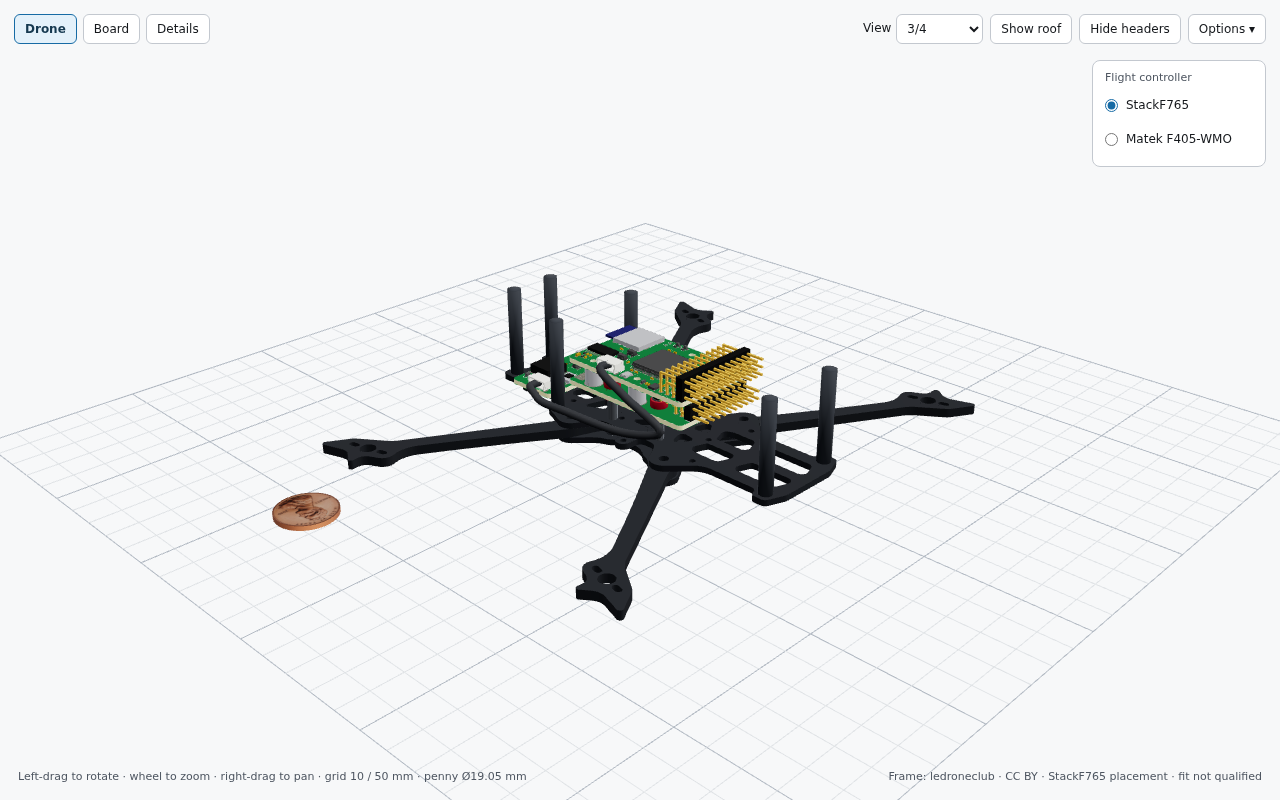 Drone
Board
Details
View
3/4
Show roof
Hide headers
Options ▾
Flight controller
StackF765
Matek F405-WMO
Left-drag to rotate · wheel to zoom · right-drag to pan · grid 10 / 50 mm · penny Ø19.05 mm
Frame: ledroneclub · CC BY · StackF765 placement · fit not qualified